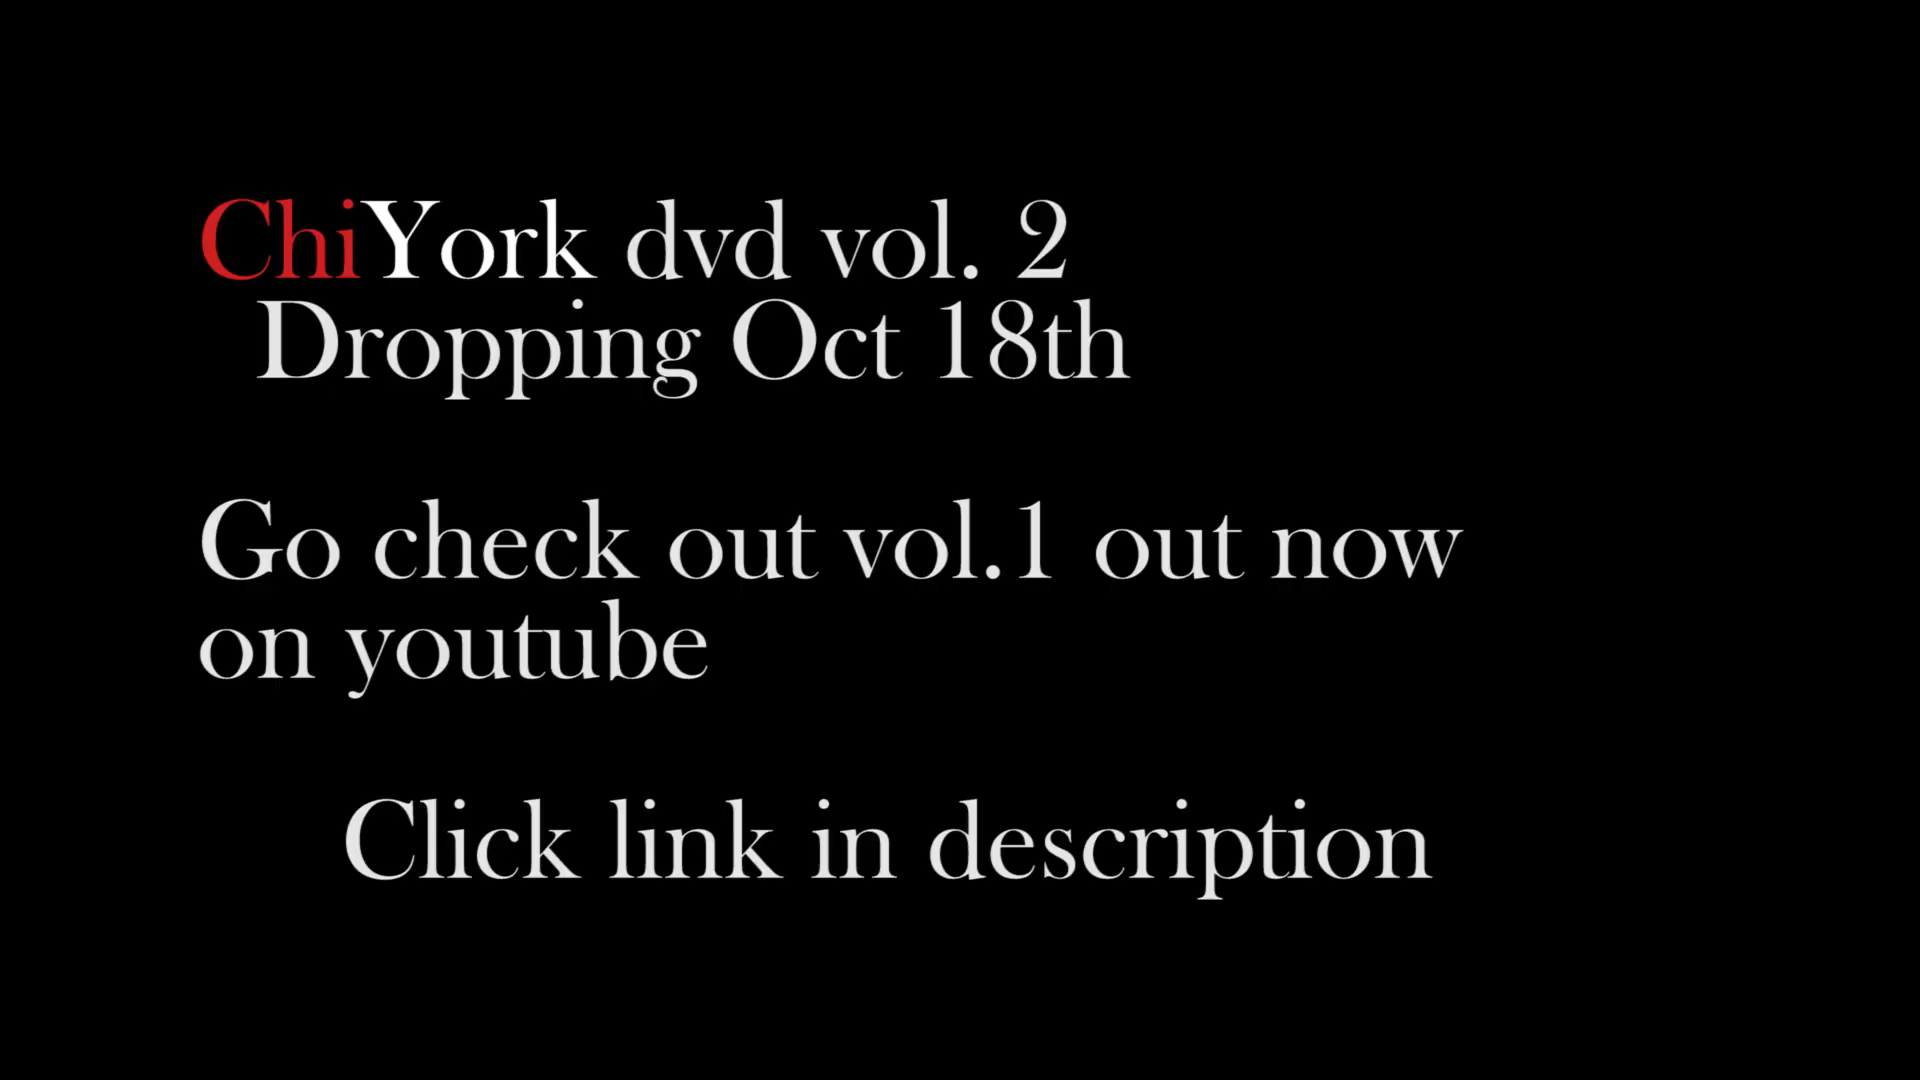 ChiYork dvd vol. 2
Dropping Oct 18th
Go check out vol.1 out now
on youtube
Click link in description